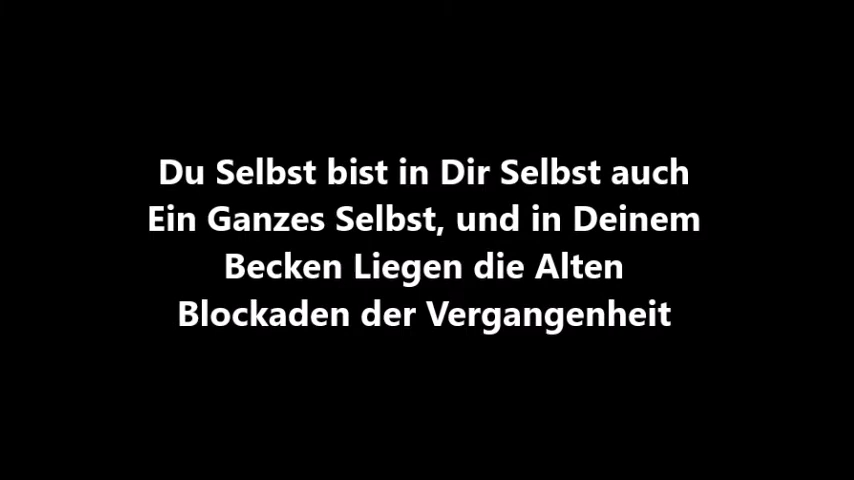 Du Selbst bist in Dir Selbst auch
Ein Ganzes Selbst, und in Deinem
Becken Liegen die Alten
Blockaden der Vergangenheit